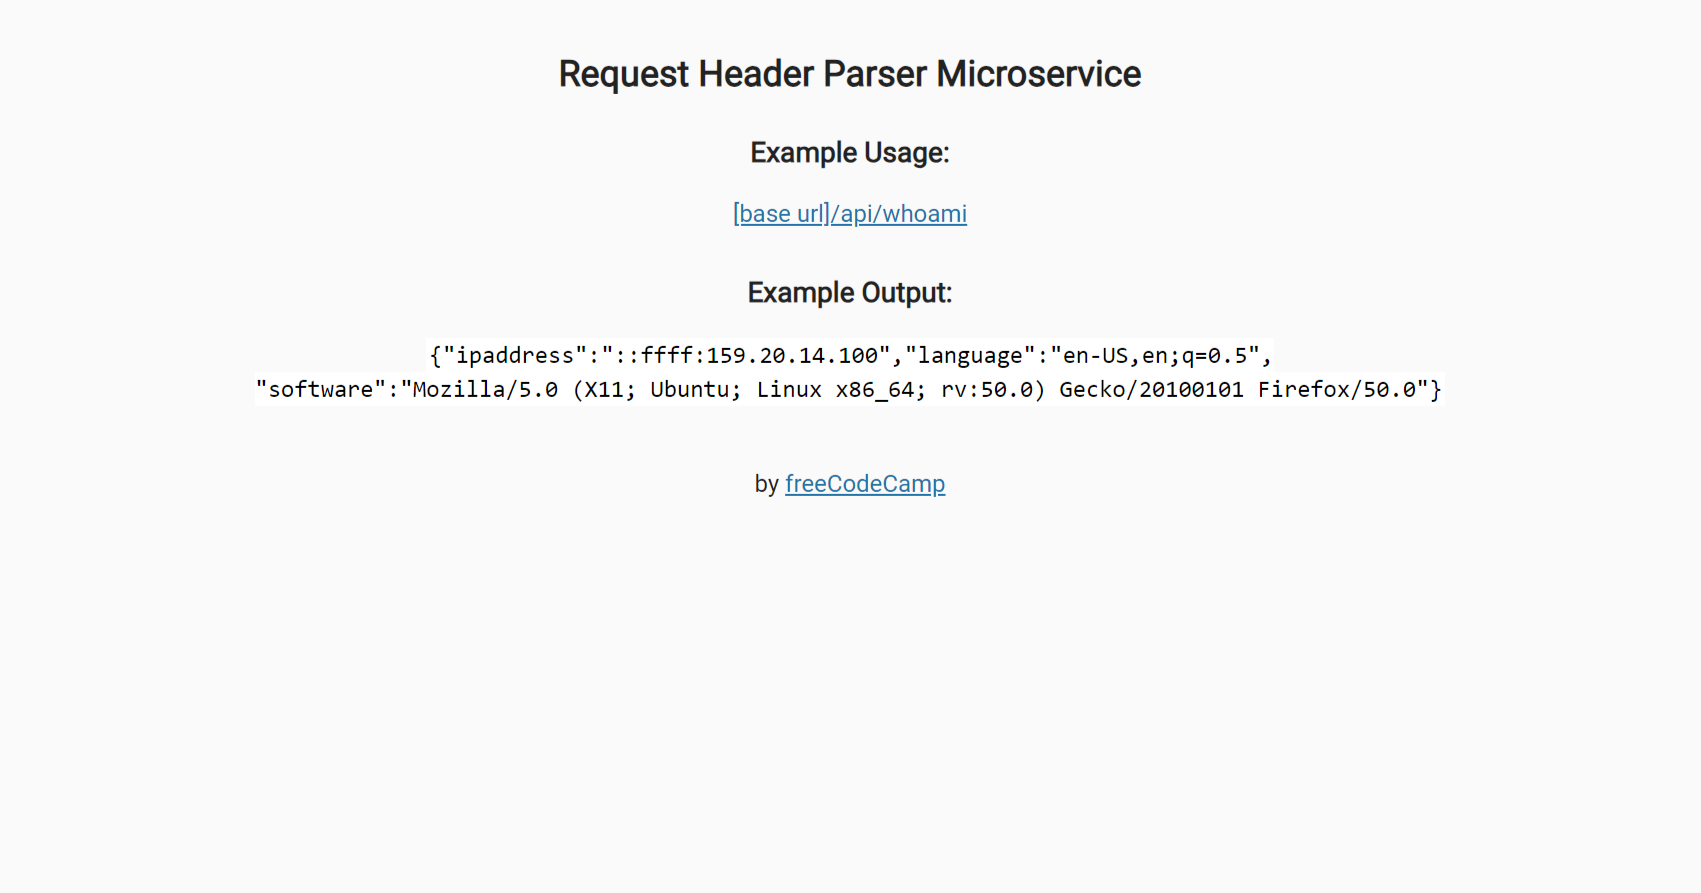 Request Header Parser Microservice
Example Usage:
[base url]/api/whoami
Example Output:
{"ipaddress":"::ffff:159.20.14.100","language":"en-US,en;q=0.5",
"software":"Mozilla/5.0 (X11; Ubuntu; Linux x86_64; rv:50.0) Gecko/20100101 Firefox/50.0"}
by freeCodeCamp